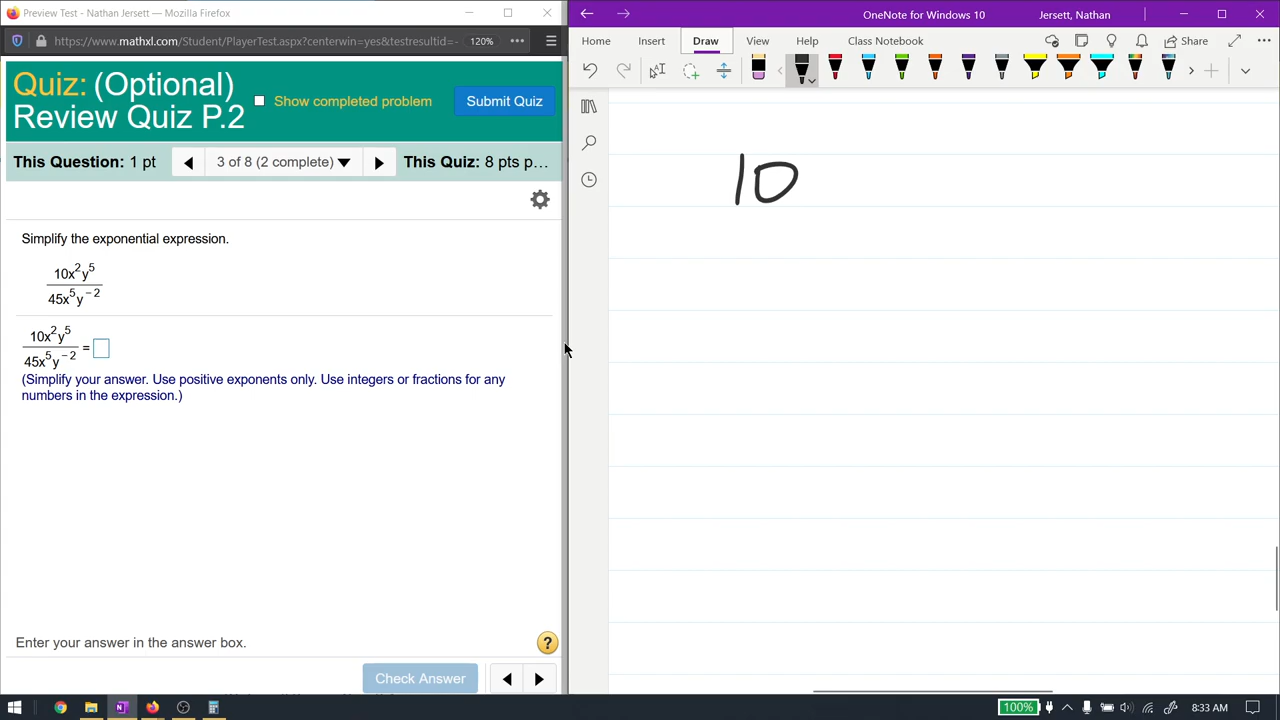 Preview Test - Nathan Jersett — Mozilla Firefox
https://www.mathxl.com/Student/PlayerTest.aspx?centerwin=yes&testresultid=- 120%
Quiz: (Optional)
Review Quiz P.2
Show completed problem
Submit Quiz
This Question: 1 pt
3 of 8 (2 complete)
This Quiz: 8 pts p...
Simplify the exponential expression.
10x²y⁵
45x⁵y⁻²
10x²y⁵
45x⁵y⁻² =
(Simplify your answer. Use positive exponents only. Use integers or fractions for any
numbers in the expression.)
Enter your answer in the answer box.
?
Check Answer
OneNote for Windows 10
Jersett, Nathan
Home Insert Draw View Help Class Notebook
Share
10
100%
8:33 AM